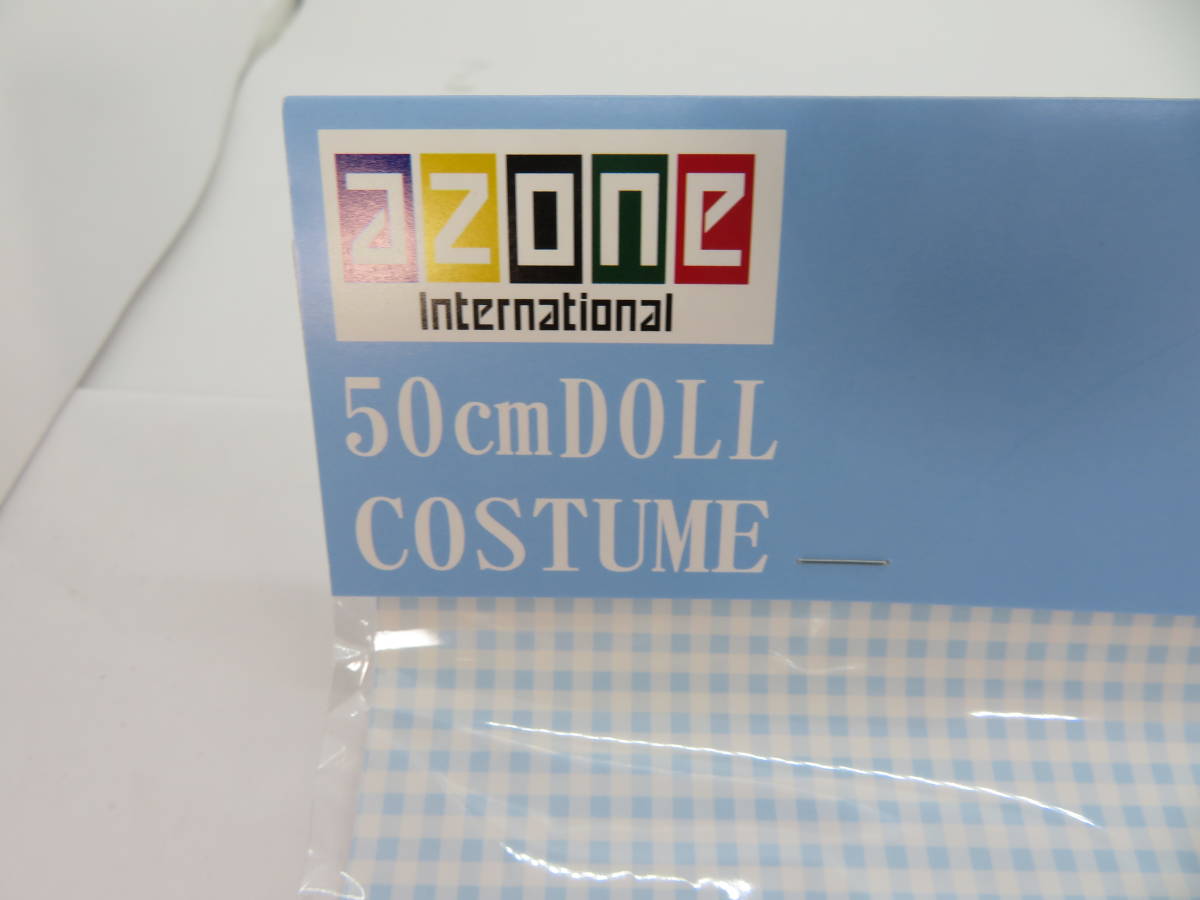 azone
International
50cmDOLL
COSTUME